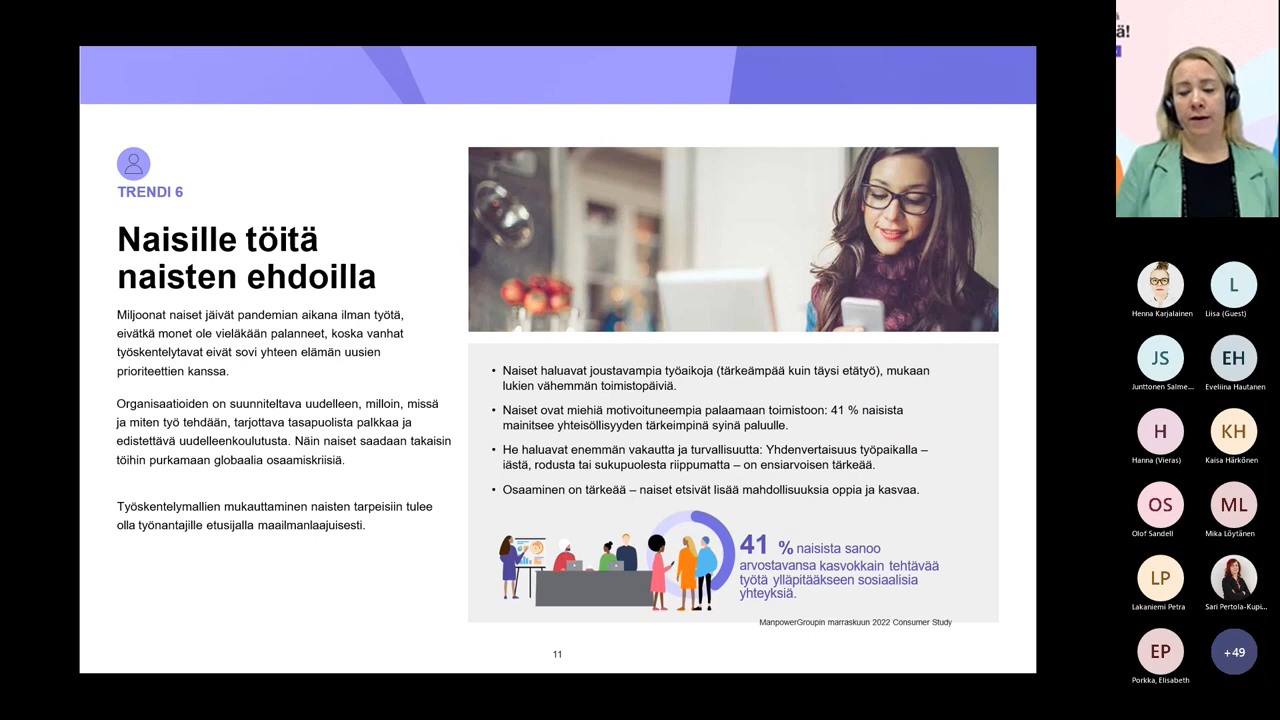 TRENDI 6
Naisille töitä
naisten ehdoilla
Miljoonat naiset jäivät pandemian aikana ilman työtä,
eivätkä monet ole vieläkään palanneet, koska vanhat
työskentelytavat eivät sovi yhteen elämän uusien
prioriteettien kanssa.
Organisaatioiden on suunniteltava uudelleen, milloin, missä
ja miten työ tehdään, tarjottava tasapuolista palkkaa ja
edistettävä uudelleenkoulutusta. Näin naiset saadaan takaisin
töihin purkamaan globaalia osaamiskriisiä.
Työskentelymallien mukauttaminen naisten tarpeisiin tulee
olla työnantajille etusijalla maailmanlaajuisesti.
• Naiset haluavat joustavampia työaikoja (tärkeämpää kuin täysi etätyö), mukaan
lukien vähemmän toimistopäiviä.
• Naiset ovat miehiä motivoituneempia palaamaan toimistoon: 41 % naisista
mainitsee yhteisöllisyyden tärkeimpinä syinä paluulle.
• He haluavat enemmän vakautta ja turvallisuutta: Yhdenvertaisuus työpaikalla –
iästä, rodusta tai sukupuolesta riippumatta – on ensiarvoisen tärkeää.
• Osaaminen on tärkeää – naiset etsivät lisää mahdollisuuksia oppia ja kasvaa.
41 % naisista sanoo
arvostavansa kasvokkain tehtävää
työtä ylläpitääkseen sosiaalisia
yhteyksiä.
ManpowerGroupin marraskuun 2022 Consumer Study
11
ä!
Henna Karjalainen
L
Liisa (Guest)
JS
Junttonen Salme...
EH
Eveliina Hautanen
H
Hanna (Vieras)
KH
Kaisa Härkönen
OS
Olof Sandell
ML
Mika Löytänen
LP
Lakaniemi Petra
Sari Pertola-Kupi...
EP
Porkka, Elisabeth
+49